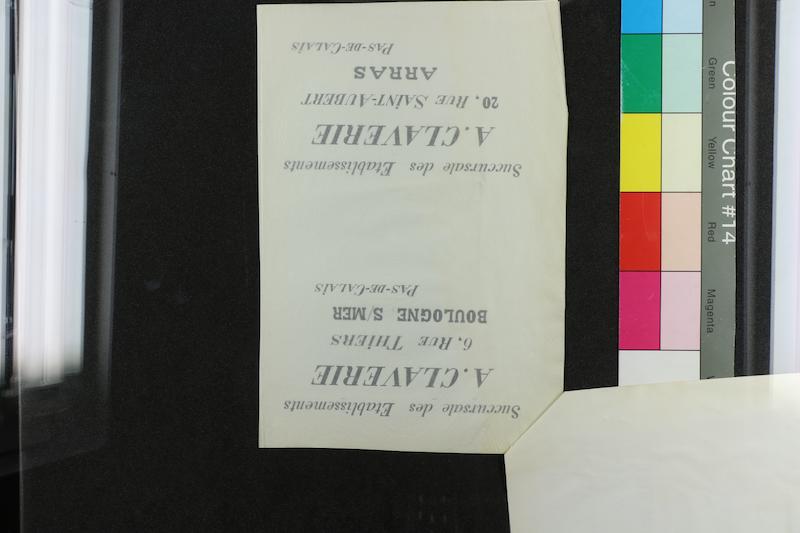 Succursale des Etablissements
A. CLAVERIE
6, RUE THIERS
BOULOGNE S/MER
PAS-DE-CALAIS
Succursale des Etablissements
A. CLAVERIE
20, RUE SAINT-AUBERT
ARRAS
PAS-DE-CALAIS
Colour Chart #14
Green
Yellow
Red
Magenta